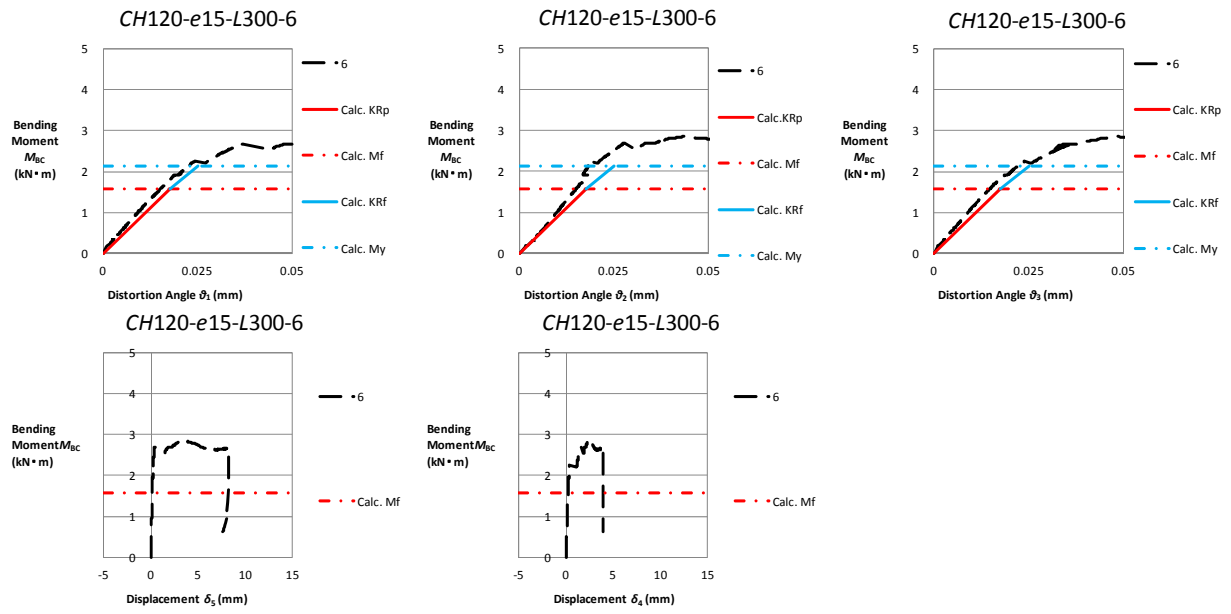 CH120-e15-L300-6
5
4
3
2
1
0
0
0.025
0.05
Bending
Moment
MBC
(kN•m)
Distortion Angle ϑ1 (mm)
6
Calc. KRp
Calc. Mf
Calc. KRf
Calc. My
CH120-e15-L300-6
5
4
3
2
1
0
0
0.025
0.05
Bending
Moment
MBC
(kN•m)
Distortion Angle ϑ2 (mm)
6
Calc.KRp
Calc. Mf
Calc. KRf
Calc. My
CH120-e15-L300-6
5
4
3
2
1
0
0
0.025
0.05
Bending
Moment
MBC
(kN•m)
Distortion Angle ϑ3 (mm)
6
Calc. KRp
Calc. Mf
Calc. KRf
Calc. My
CH120-e15-L300-6
5
4
3
2
1
0
-5
0
5
10
15
Bending
MomentMBC
(kN•m)
Displacement δ5 (mm)
6
Calc. Mf
CH120-e15-L300-6
5
4
3
2
1
0
-5
0
5
10
15
Bending
MomentMBC
(kN•m)
Displacement δ4 (mm)
6
Calc. Mf